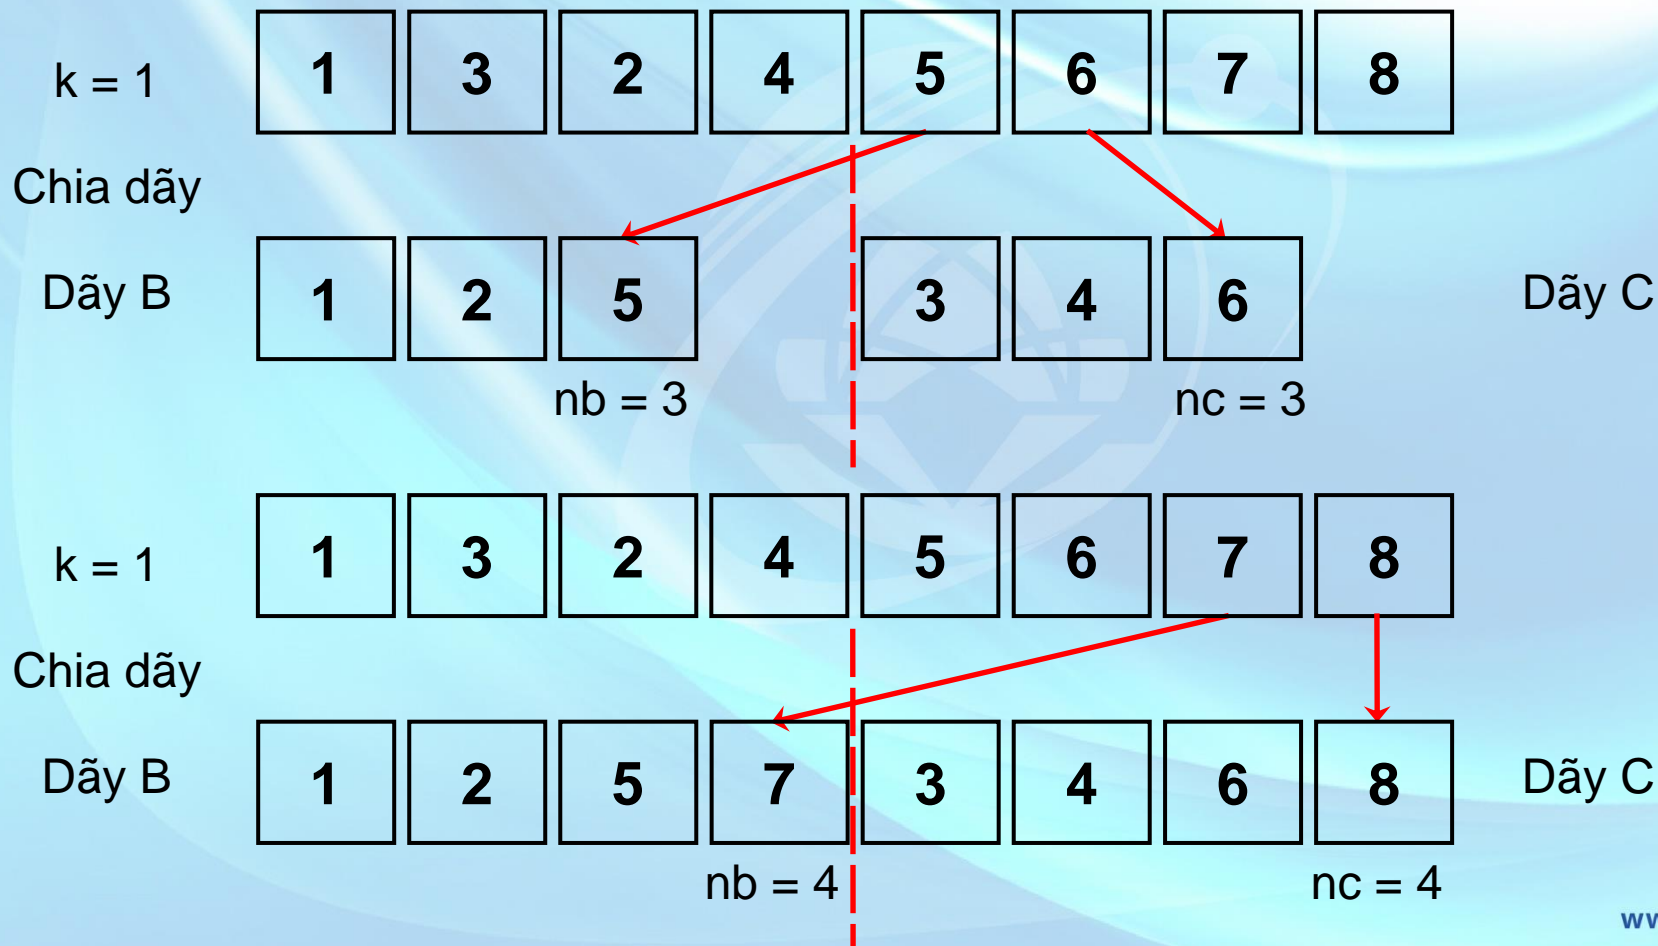 k = 1 1 3 2 4 5 6 7 8
Chia dãy
Dãy B 1 2 5 3 4 6 Dãy C
nb = 3 nc = 3
k = 1 1 3 2 4 5 6 7 8
Chia dãy
Dãy B 1 2 5 7 3 4 6 8 Dãy C
nb = 4 nc = 4